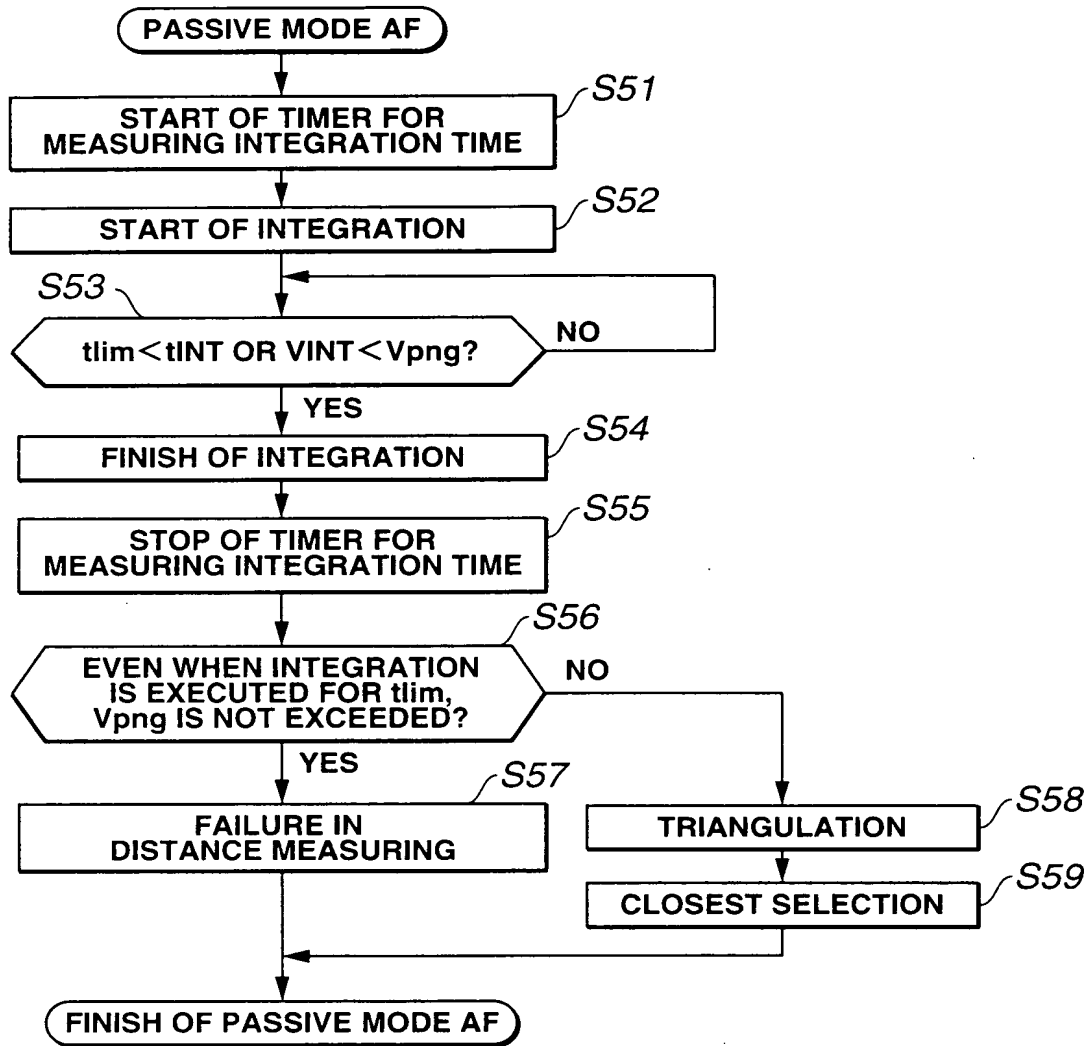 PASSIVE MODE AF
S51
START OF TIMER FOR
MEASURING INTEGRATION TIME
S52
START OF INTEGRATION
S53
tlim<tINT OR VINT<Vpng?
NO
YES
S54
FINISH OF INTEGRATION
S55
STOP OF TIMER FOR
MEASURING INTEGRATION TIME
S56
EVEN WHEN INTEGRATION
IS EXECUTED FOR tlim,
Vpng IS NOT EXCEEDED?
NO
YES
S57
FAILURE IN
DISTANCE MEASURING
S58
TRIANGULATION
S59
CLOSEST SELECTION
FINISH OF PASSIVE MODE AF